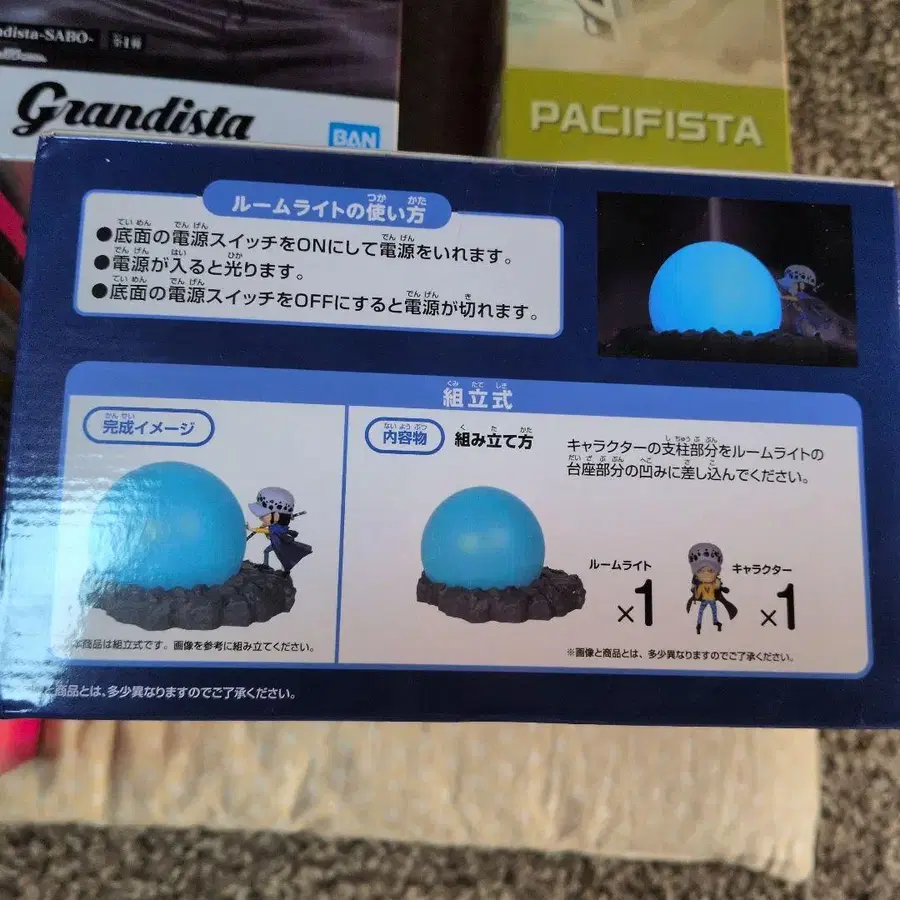 ndista-SABO-
全1種
Grandista
BAN
PACIFISTA
ルームライトの使い方
●底面の電源スイッチをONにして電源をいれます。
●電源が入ると光ります。
●底面の電源スイッチをOFFにすると電源が切れます。
組立式
完成イメージ
本商品は組立式です。画像を参考に組み立てください。
内容物
組み立て方
キャラクターの支柱部分をルームライトの
台座部分の凹みに差し込んでください。
ルームライト
×1
キャラクター
×1
※画像と商品とは、多少異なりますのでご了承ください。
と商品とは、多少異なりますのでご了承ください。